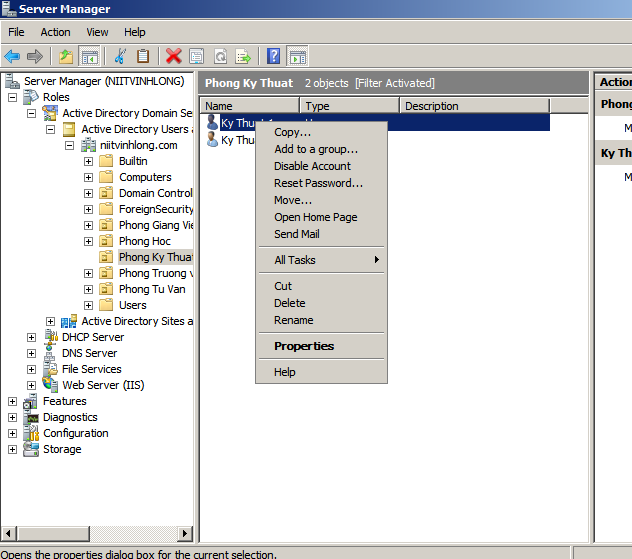 Server Manager
File Action View Help
Server Manager (NIITVINHLONG)
Roles
Active Directory Domain Se
Active Directory Users a
niitvinhlong.com
Builtin
Computers
Domain Control
ForeignSecurity
Phong Giang Vie
Phong Hoc
Phong Ky Thuat
Phong Truong v
Phong Tu Van
Users
Active Directory Sites a
DHCP Server
DNS Server
File Services
Web Server (IIS)
Features
Diagnostics
Configuration
Storage
Phong Ky Thuat 2 objects [Filter Activated]
Name Type Description
Ky Thuat
Ky Thua
Copy...
Add to a group...
Disable Account
Reset Password...
Move...
Open Home Page
Send Mail
All Tasks
Cut
Delete
Rename
Properties
Help
Action
Phong
M
Ky Th
M
Opens the properties dialog box for the current selection.